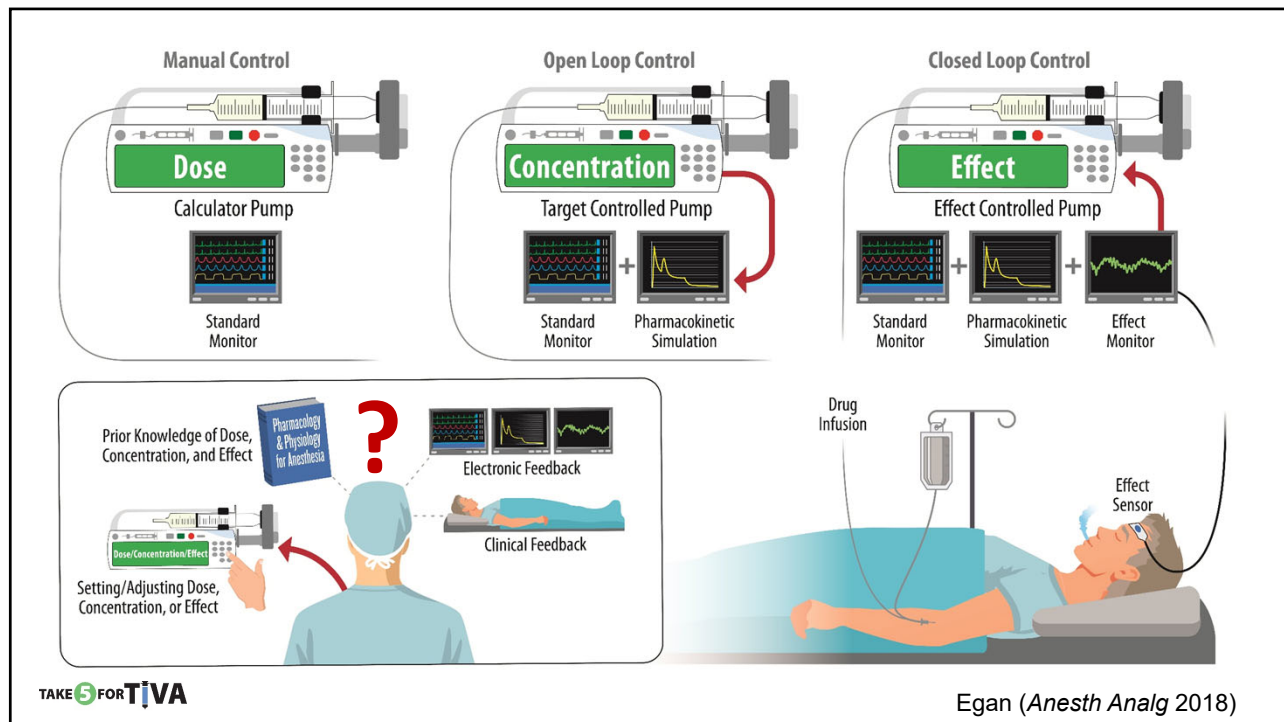 Manual Control
Dose
Calculator Pump
Standard
Monitor
Open Loop Control
Concentration
Target Controlled Pump
+
Standard
Monitor
Pharmacokinetic
Simulation
Closed Loop Control
Effect
Effect Controlled Pump
+
+
Standard
Monitor
Pharmacokinetic
Simulation
Effect
Monitor
Prior Knowledge of Dose,
Concentration, and Effect
Pharmacology
& Physiology
for Anesthesia
?
Electronic Feedback
Clinical Feedback
Dose/Concentration/Effect
Setting/Adjusting Dose,
Concentration, or Effect
Drug
Infusion
Effect
Sensor
TAKE 5 FOR TIVA
Egan (Anesth Analg 2018)